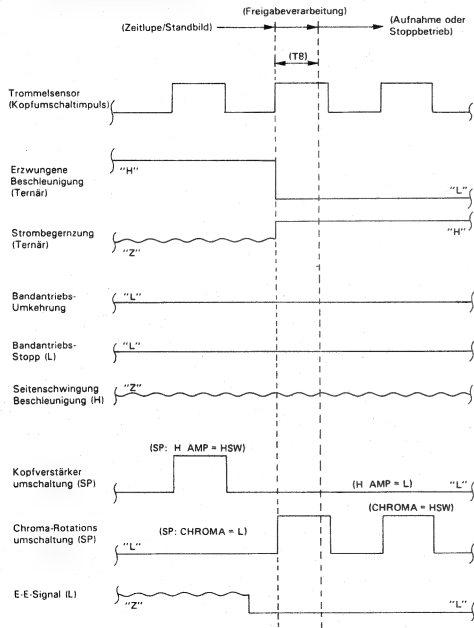 (Freigabeverarbeitung)
(Zeitlupe/Standbild)
(Aufnahme oder
Stoppbetrieb)
(T8)
Trommelsensor
(Kopfumschaltimpuls)
Erzwungene
Beschleunigung
(Ternär)
"H"
"L"
Strombegernzung
(Ternär)
"H"
"Z"
Bandantriebs-
Umkehrung
"L"
Bandantriebs-
Stopp (L)
"L"
Seitenschwingung
Beschleunigung (H)
"Z"
(SP: H AMP = HSW)
Kopfverstärker
umschaltung (SP)
(H AMP = L)
"L"
(CHROMA = HSW)
Chroma-Rotations
umschaltung (SP)
(SP: CHROMA = L)
"L"
E-E-Signal (L)
"Z"
"L"